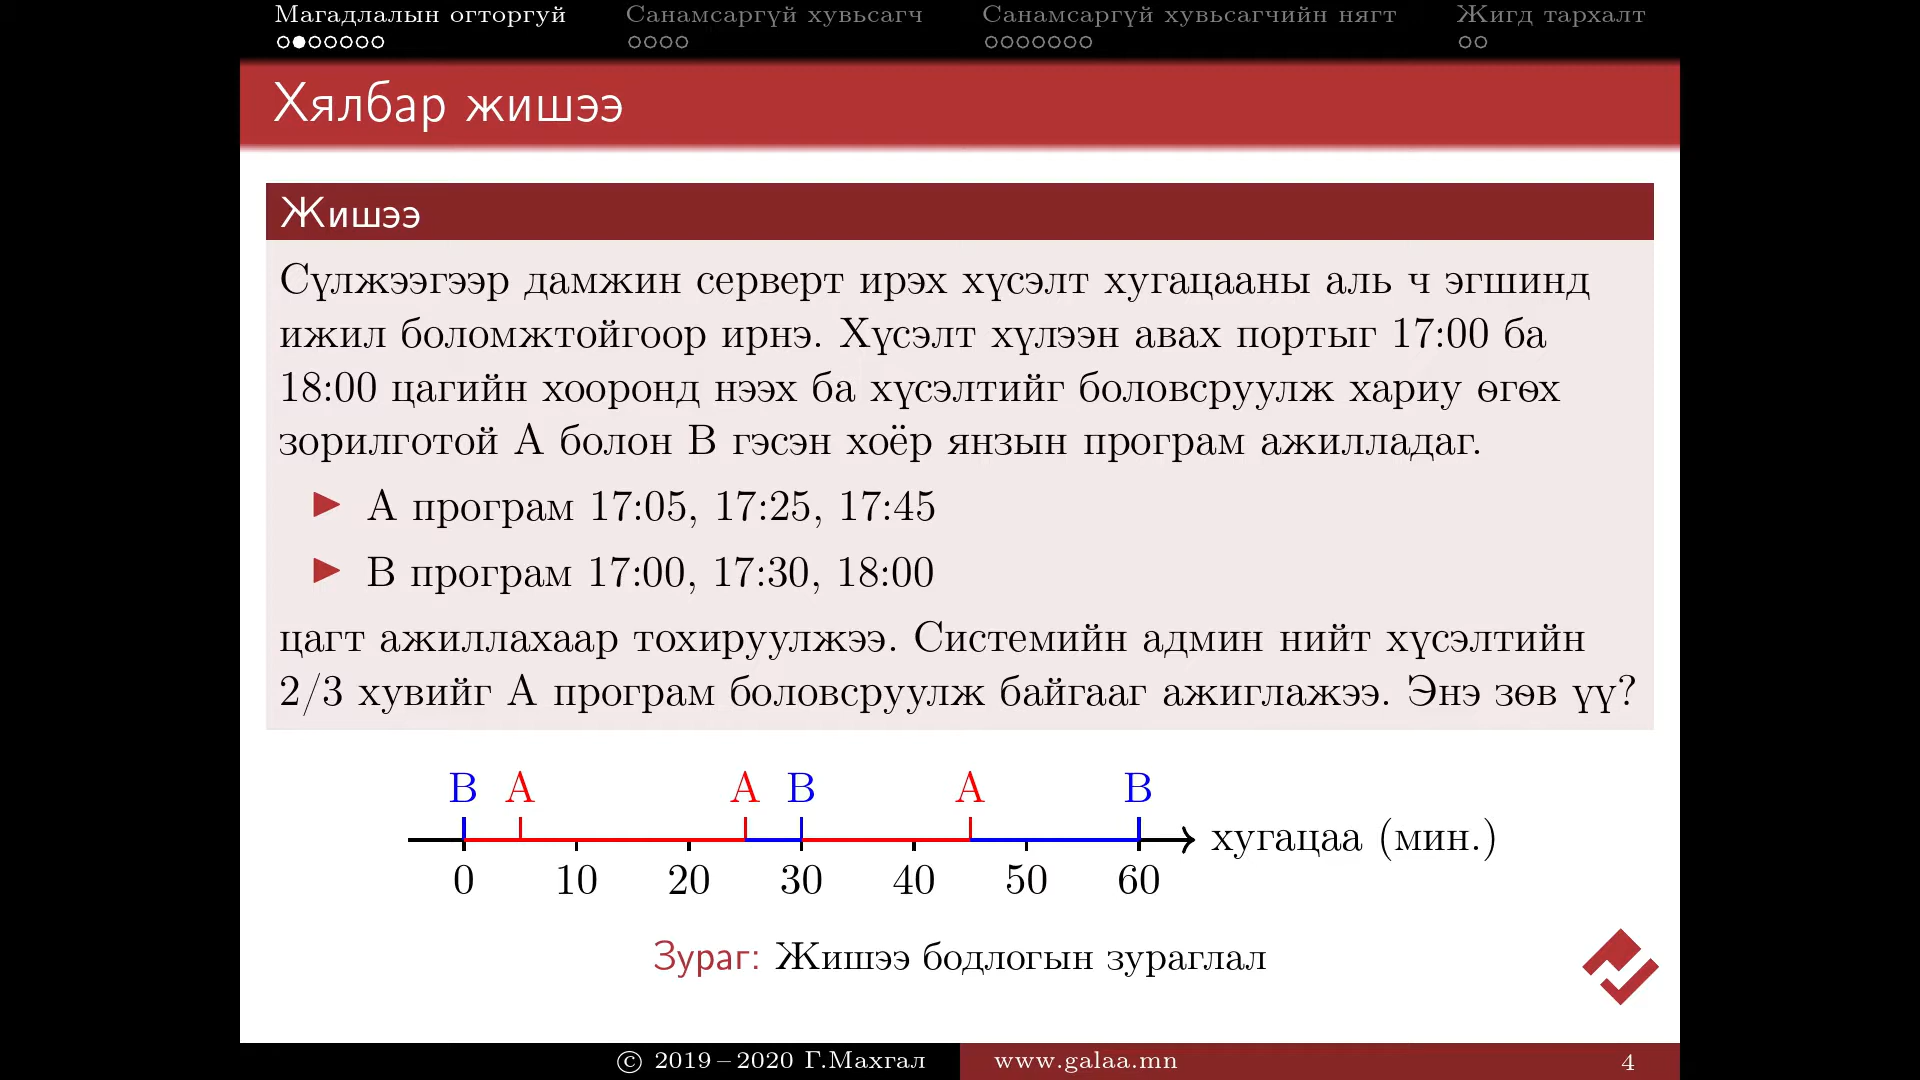 Магадлалын огторгуй Санамсаргүй хувьсагч Санамсаргүй хувьсагчийн нягт Жигд тархалт
Хялбар жишээ
Жишээ
Сүлжээгээр дамжин серверт ирэх хүсэлт хугацааны аль ч эгшинд
ижил боломжтойгоор ирнэ. Хүсэлт хүлээн авах портыг 17:00 ба
18:00 цагийн хооронд нээх ба хүсэлтийг боловсруулж хариу өгөх
зорилготой А болон В гэсэн хоёр янзын програм ажилладаг.
А програм 17:05, 17:25, 17:45
В програм 17:00, 17:30, 18:00
цагт ажиллахаар тохируулжээ. Системийн админ нийт хүсэлтийн
2/3 хувийг А програм боловсруулж байгааг ажиглажээ. Энэ зөв үү?
B A A B A B
хугацаа (мин.)
0 10 20 30 40 50 60
Зураг: Жишээ бодлогын зураглал
© 2019–2020 Г.Махгал www.galaa.mn 4